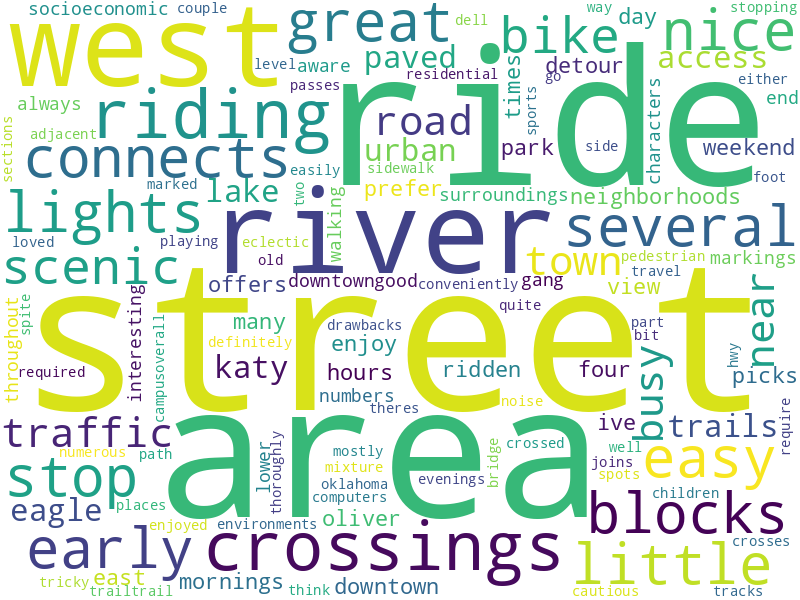 socioeconomic couple great bike nice day way stopping dell
west level aware paved passes residential detour access go either
always riding ride times sports characters end
adjacent connects road urban park weekend
sections marked easily sidewalk side foot
lights lake two prefer surroundings neighborhoods several
loved playing eclectic walking river town pedestrian markings
scenic old offers downtowngood conveniently gang travel
throughout spite interesting many quite view near
street drawbacks part bit hwy
required campusoverall definitely enjoy
katy hours ridden four busy picks
numbers theres noise
traffic area ive trails require
numerous path lower thoroughly mostly crossed well
stop mixture bridge joins spots easy
places oklahoma evenings computers children
eagle enjoyed environments oliver blocks
early crossings crosses
tricky east mornings think downtown little
trailtrail cautious tracks